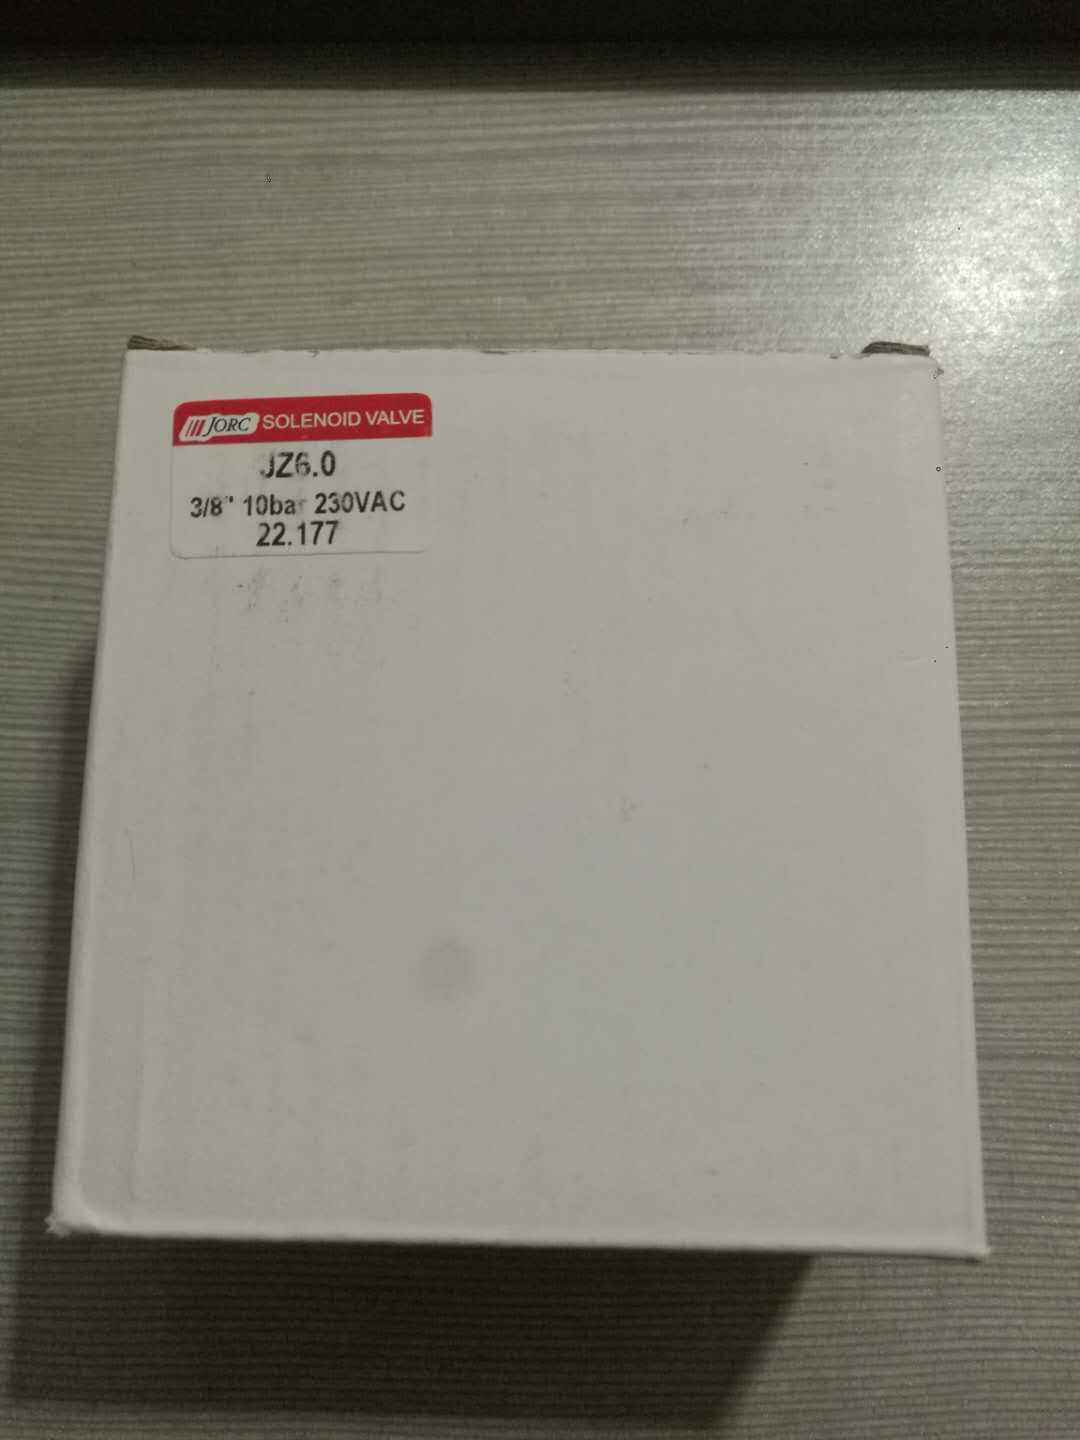 JORC SOLENOID VALVE
JZ6.0
3/8" 10bar 230VAC
22.177